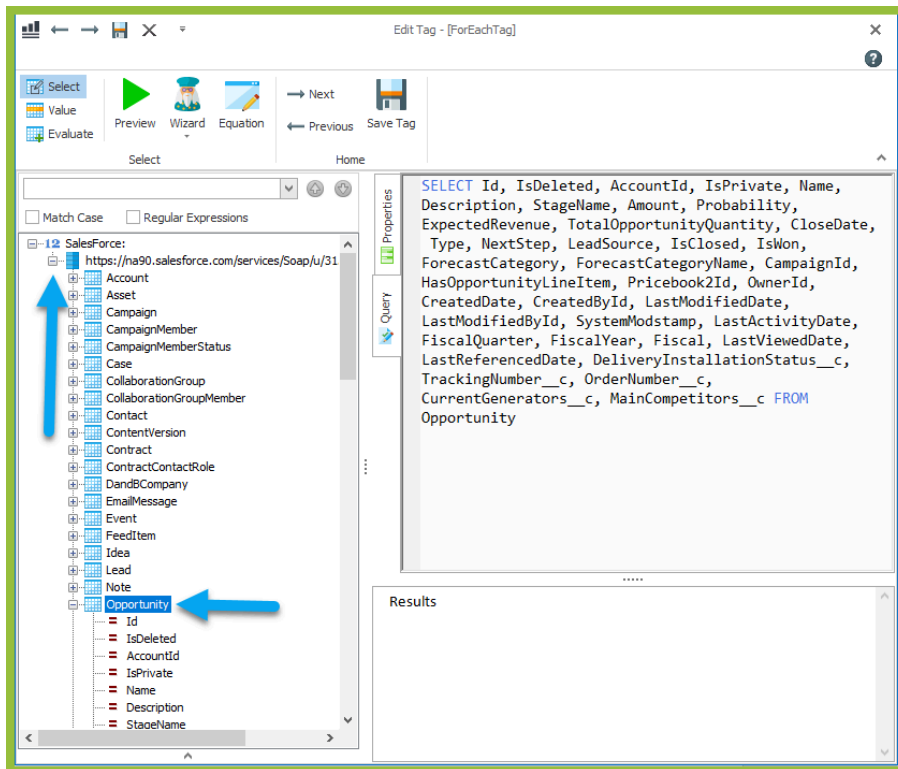 Edit Tag - [ForEachTag]
Select
Value
Evaluate
Preview
Wizard
Equation
Next
Previous
Save Tag
Select
Home
Match Case
Regular Expressions
12 SalesForce:
https://na90.salesforce.com/services/Soap/u/31
Account
Asset
Campaign
CampaignMember
CampaignMemberStatus
Case
CollaborationGroup
CollaborationGroupMember
Contact
ContentVersion
Contract
ContractContactRole
DandBCompany
EmailMessage
Event
FeedItem
Idea
Lead
Note
Opportunity
Id
IsDeleted
AccountId
IsPrivate
Name
Description
StageName
Properties
Query
SELECT Id, IsDeleted, AccountId, IsPrivate, Name,
Description, StageName, Amount, Probability,
ExpectedRevenue, TotalOpportunityQuantity, CloseDate,
Type, NextStep, LeadSource, IsClosed, IsWon,
ForecastCategory, ForecastCategoryName, CampaignId,
HasOpportunityLineItem, Pricebook2Id, OwnerId,
CreatedDate, CreatedById, LastModifiedDate,
LastModifiedById, SystemModstamp, LastActivityDate,
FiscalQuarter, FiscalYear, Fiscal, LastViewedDate,
LastReferencedDate, DeliveryInstallationStatus__c,
TrackingNumber__c, OrderNumber__c,
CurrentGenerators__c, MainCompetitors__c FROM
Opportunity
Results